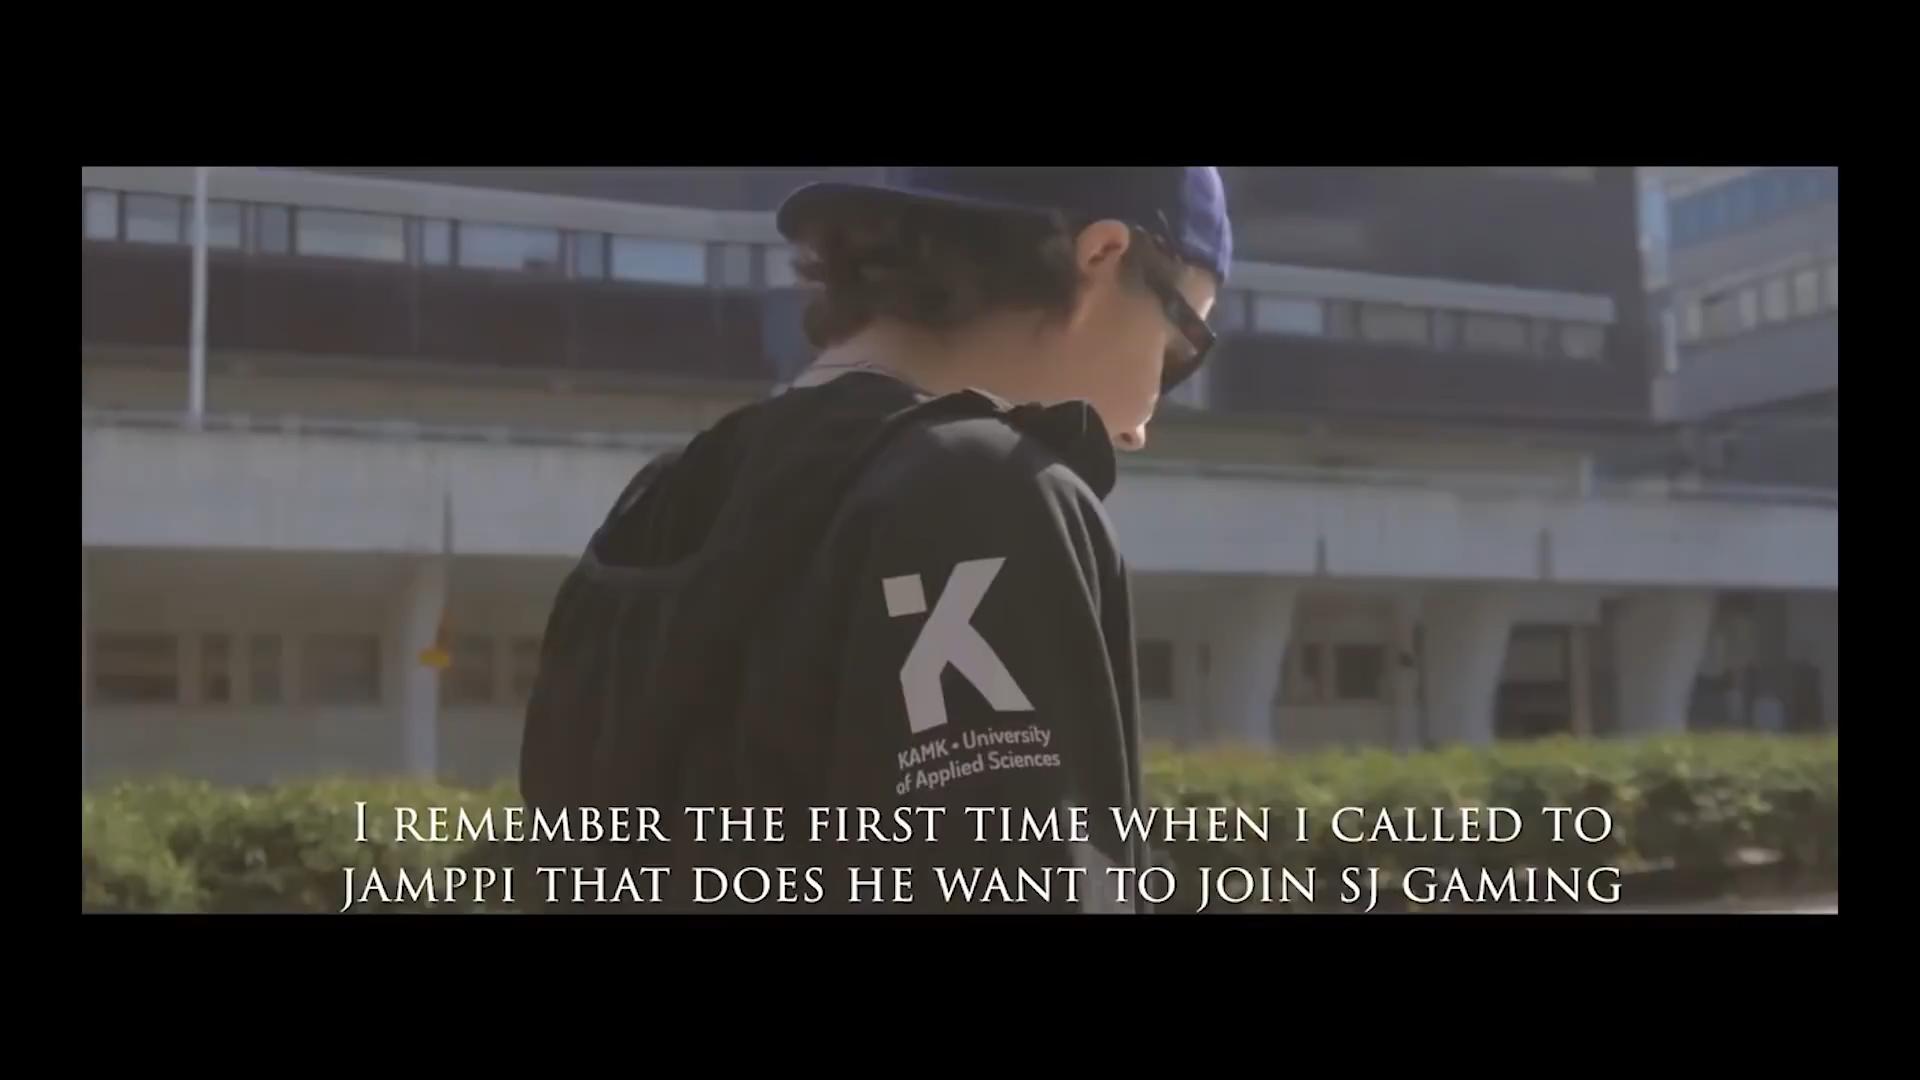 KAMK • University
of Applied Sciences
I REMEMBER THE FIRST TIME WHEN I CALLED TO
JAMPPI THAT DOES HE WANT TO JOIN SJ GAMING